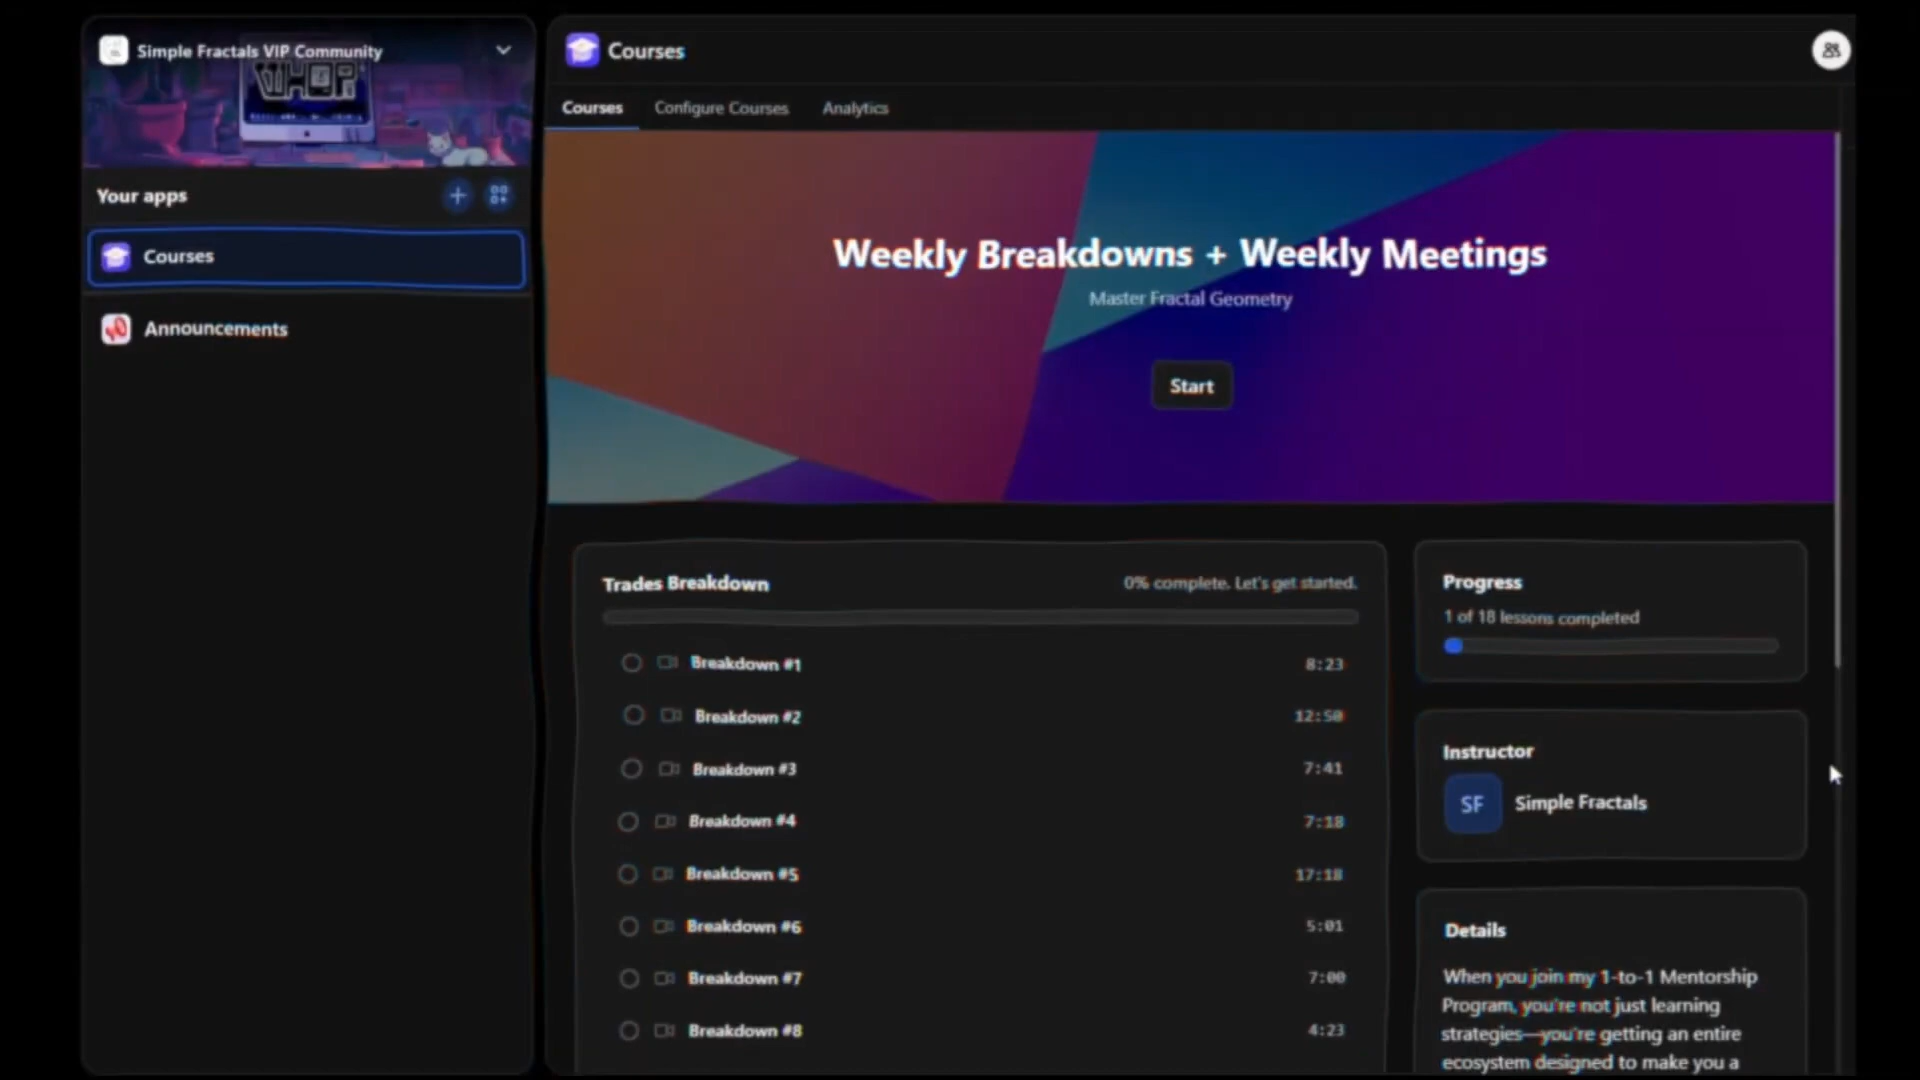 Simple Fractals VIP Community
WHOP
Your apps
Courses
Announcements
Courses
Courses Configure Courses Analytics
Weekly Breakdowns + Weekly Meetings
Master Fractal Geometry
Start
Trades Breakdown 0% complete. Let's get started.
Breakdown #1 8:23
Breakdown #2 12:50
Breakdown #3 7:41
Breakdown #4 7:18
Breakdown #5 17:18
Breakdown #6 5:01
Breakdown #7 7:00
Breakdown #8 4:23
Progress
1 of 18 lessons completed
Instructor
SF Simple Fractals
Details
When you join my 1-to-1 Mentorship
Program, you're not just learning
strategies—you're getting an entire
ecosystem designed to make you a